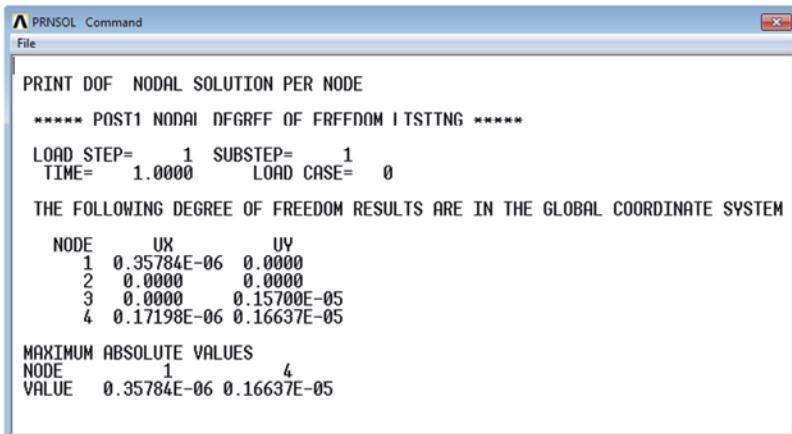 PRNSOL Command
File
PRINT DOF NODAL SOLUTION PER NODE
***** POST1 NODAL DEGREE OF FREEDOM LISTING *****
LOAD STEP= 1 SUBSTEP= 1
TIME= 1.0000 LOAD CASE= 0
THE FOLLOWING DEGREE OF FREEDOM RESULTS ARE IN THE GLOBAL COORDINATE SYSTEM
NODE UX UY
1 0.35784E-06 0.0000
2 0.0000 0.0000
3 0.0000 0.15700E-05
4 0.17198E-06 0.16637E-05
MAXIMUM ABSOLUTE VALUES
NODE 1 4
VALUE 0.35784E-06 0.16637E-05